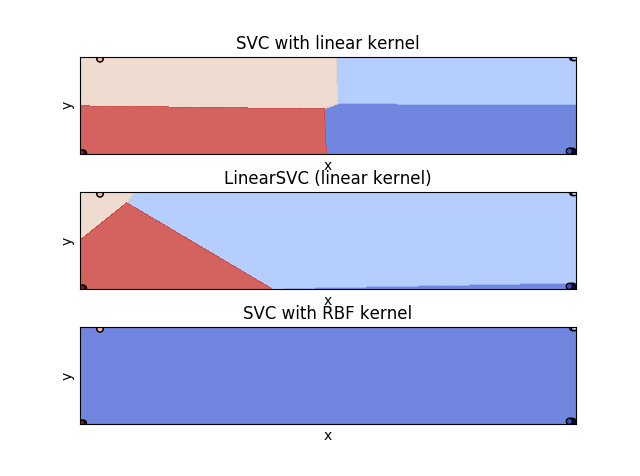 SVC with linear kernel
y
x
LinearSVC (linear kernel)
y
x
SVC with RBF kernel
y
x